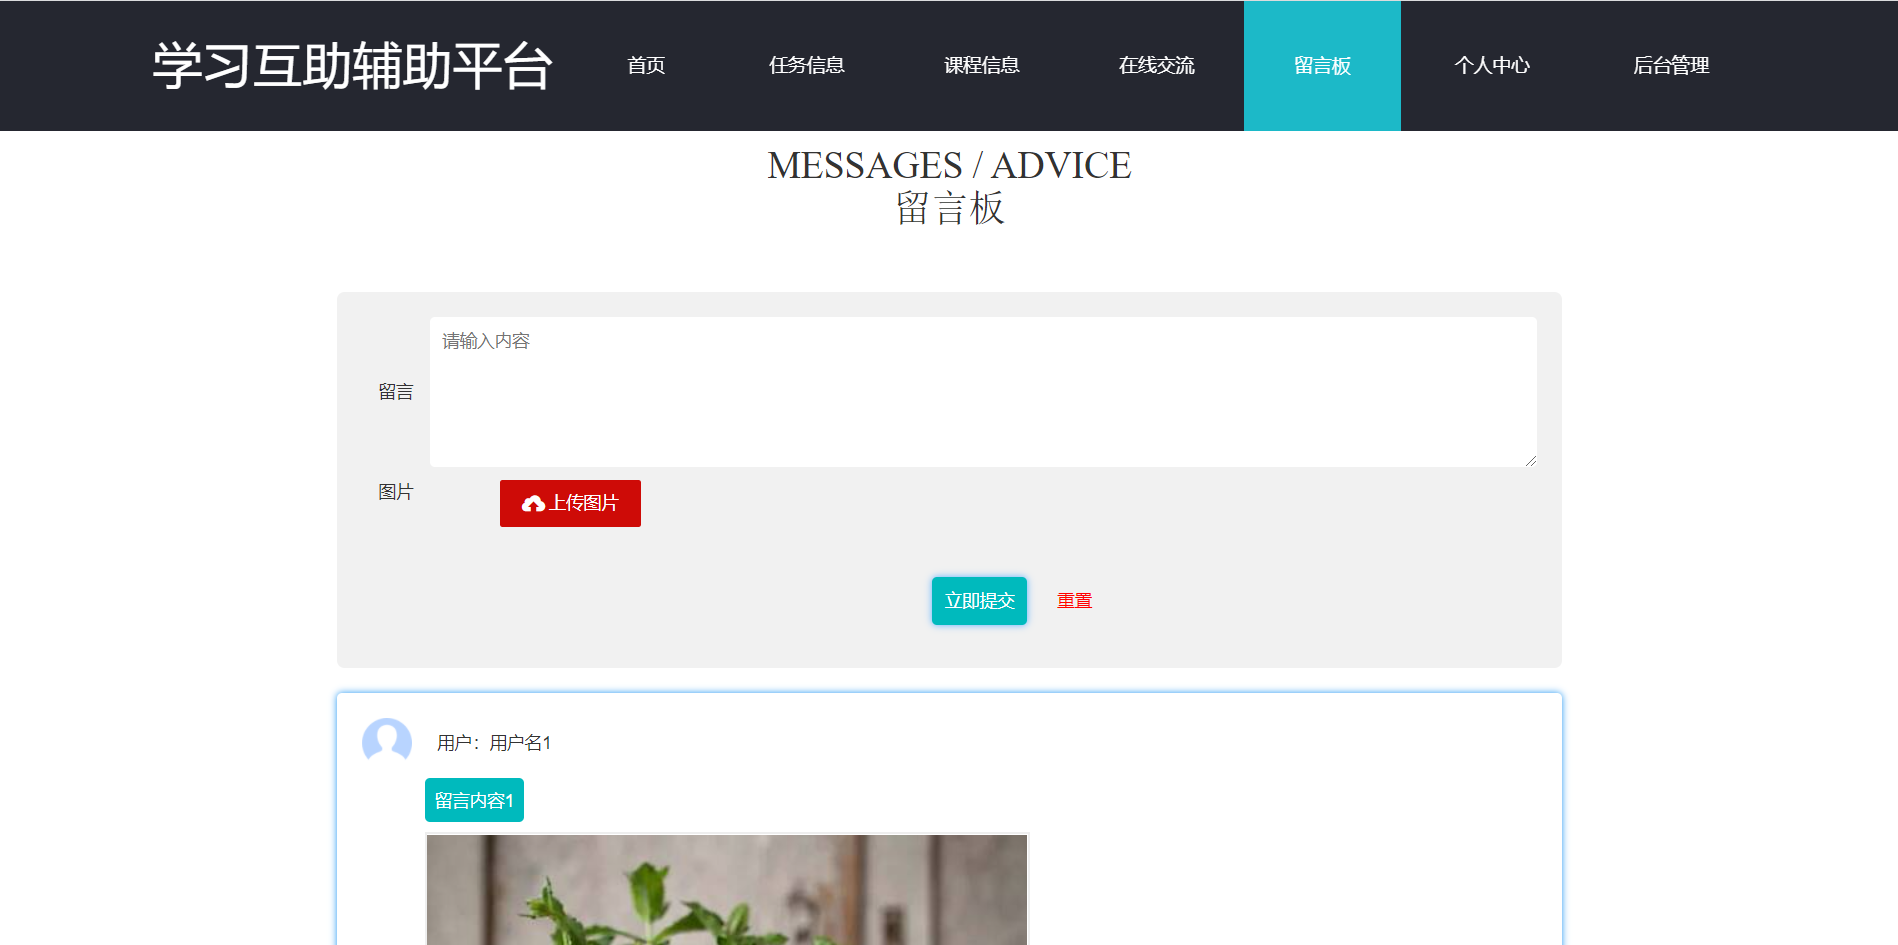 学习互助辅助平台 首页 任务信息 课程信息 在线交流 留言板 个人中心 后台管理
MESSAGES / ADVICE
留言板
请输入内容
留言
图片 上传图片
立即提交 重置
用户：用户名1
留言内容1